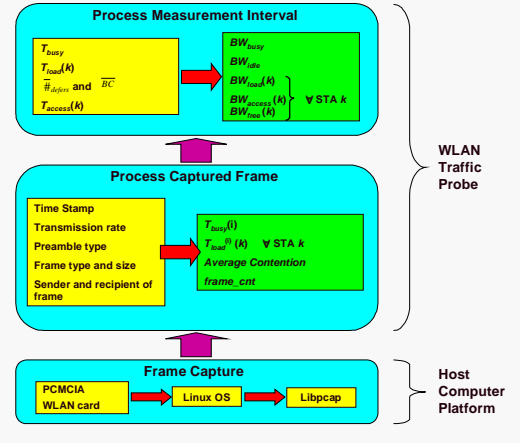 Process Measurement Interval
T_busy
T_load(k)
#̅_defers and B̅C̅
T_access(k)
BW_busy
BW_idle
BW_load(k)
BW_access(k)
BW_free(k)
} ∀ STA k
WLAN
Traffic
Probe
Process Captured Frame
Time Stamp
Transmission rate
Preamble type
Frame type and size
Sender and recipient of
frame
T_busy(i)
T_load^(i) (k) ∀ STA k
Average Contention
frame_cnt
Frame Capture
PCMCIA
WLAN card
Linux OS
Libpcap
Host
Computer
Platform